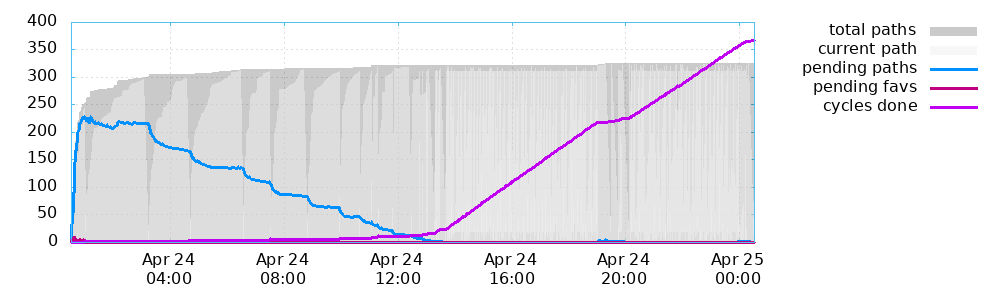 400
350
300
250
200
150
100
50
0
Apr 24
04:00
Apr 24
08:00
Apr 24
12:00
Apr 24
16:00
Apr 24
20:00
Apr 25
00:00
total paths
current path
pending paths
pending favs
cycles done